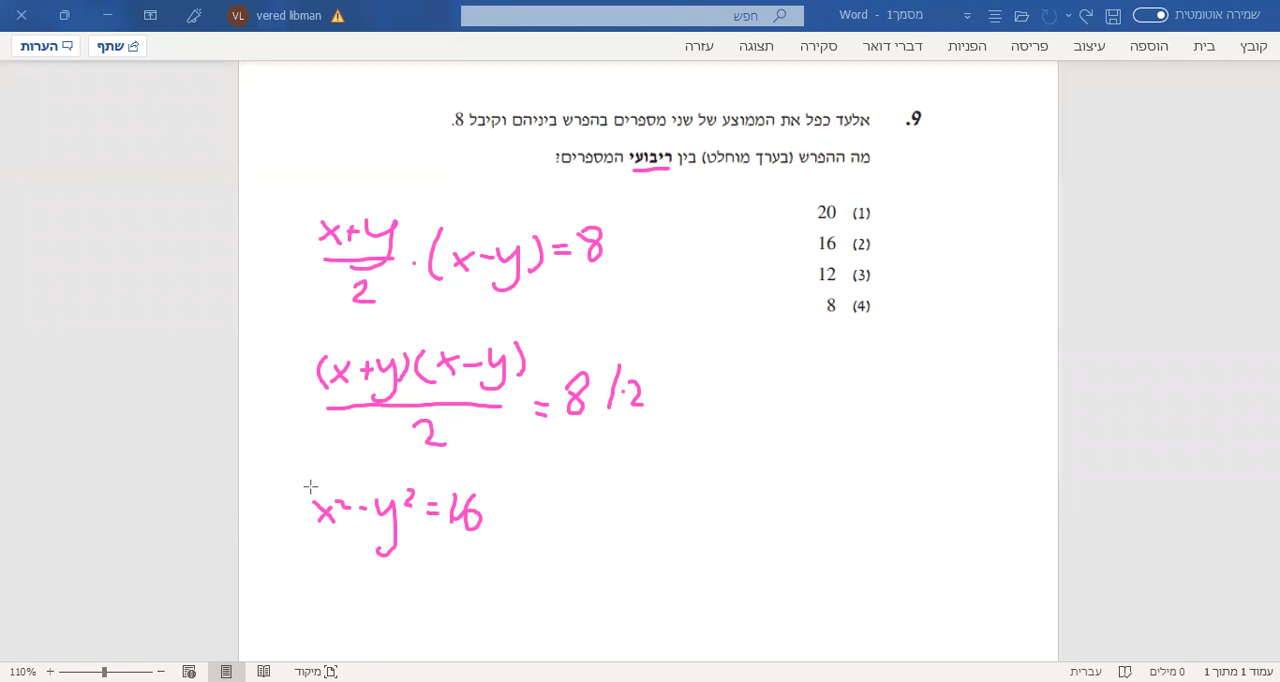 שמירה אוטומטית
מסמך1 - Word
חפש
vered libman
VL
קובץ בית הוספה עיצוב פריסה הפניות דברי דואר סקירה תצוגה עזרה
שתף הערות
9. אלעד כפל את הממוצע של שני מספרים בהפרש ביניהם וקיבל 8.
מה ההפרש (בערך מוחלט) בין ריבועי המספרים?
(1) 20
(2) 16
(3) 12
(4) 8
x+y/2 · (x-y) = 8
(x+y)(x-y)/2 = 8 /·2
x² - y² = 16
עמוד 1 מתוך 1 0 מילים עברית
מיקוד
110%